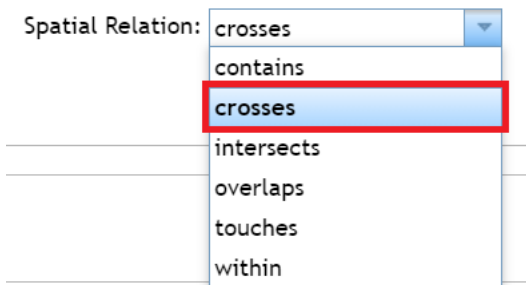 Spatial Relation: crosses
contains
crosses
intersects
overlaps
touches
within